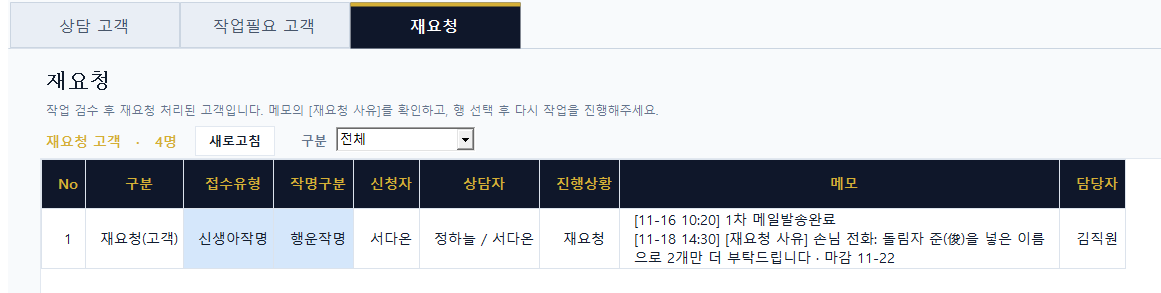 상담 고객 작업필요 고객 재요청
재요청
작업 검수 후 재요청 처리된 고객입니다. 메모의 [재요청 사유]를 확인하고, 행 선택 후 다시 작업을 진행해주세요.
재요청 고객 · 4명 새로고침 구분 전체
No 구분 접수유형 작명구분 신청자 상담자 진행상황 메모 담당자
[11-16 10:20] 1차 메일발송완료
1 재요청(고객) 신생아작명 행운작명 서다온 정하늘 / 서다온 재요청 [11-18 14:30] [재요청 사유] 손님 전화: 돌림자 준(俊)을 넣은 이름 김직원
으로 2개만 더 부탁드립니다 · 마감 11-22